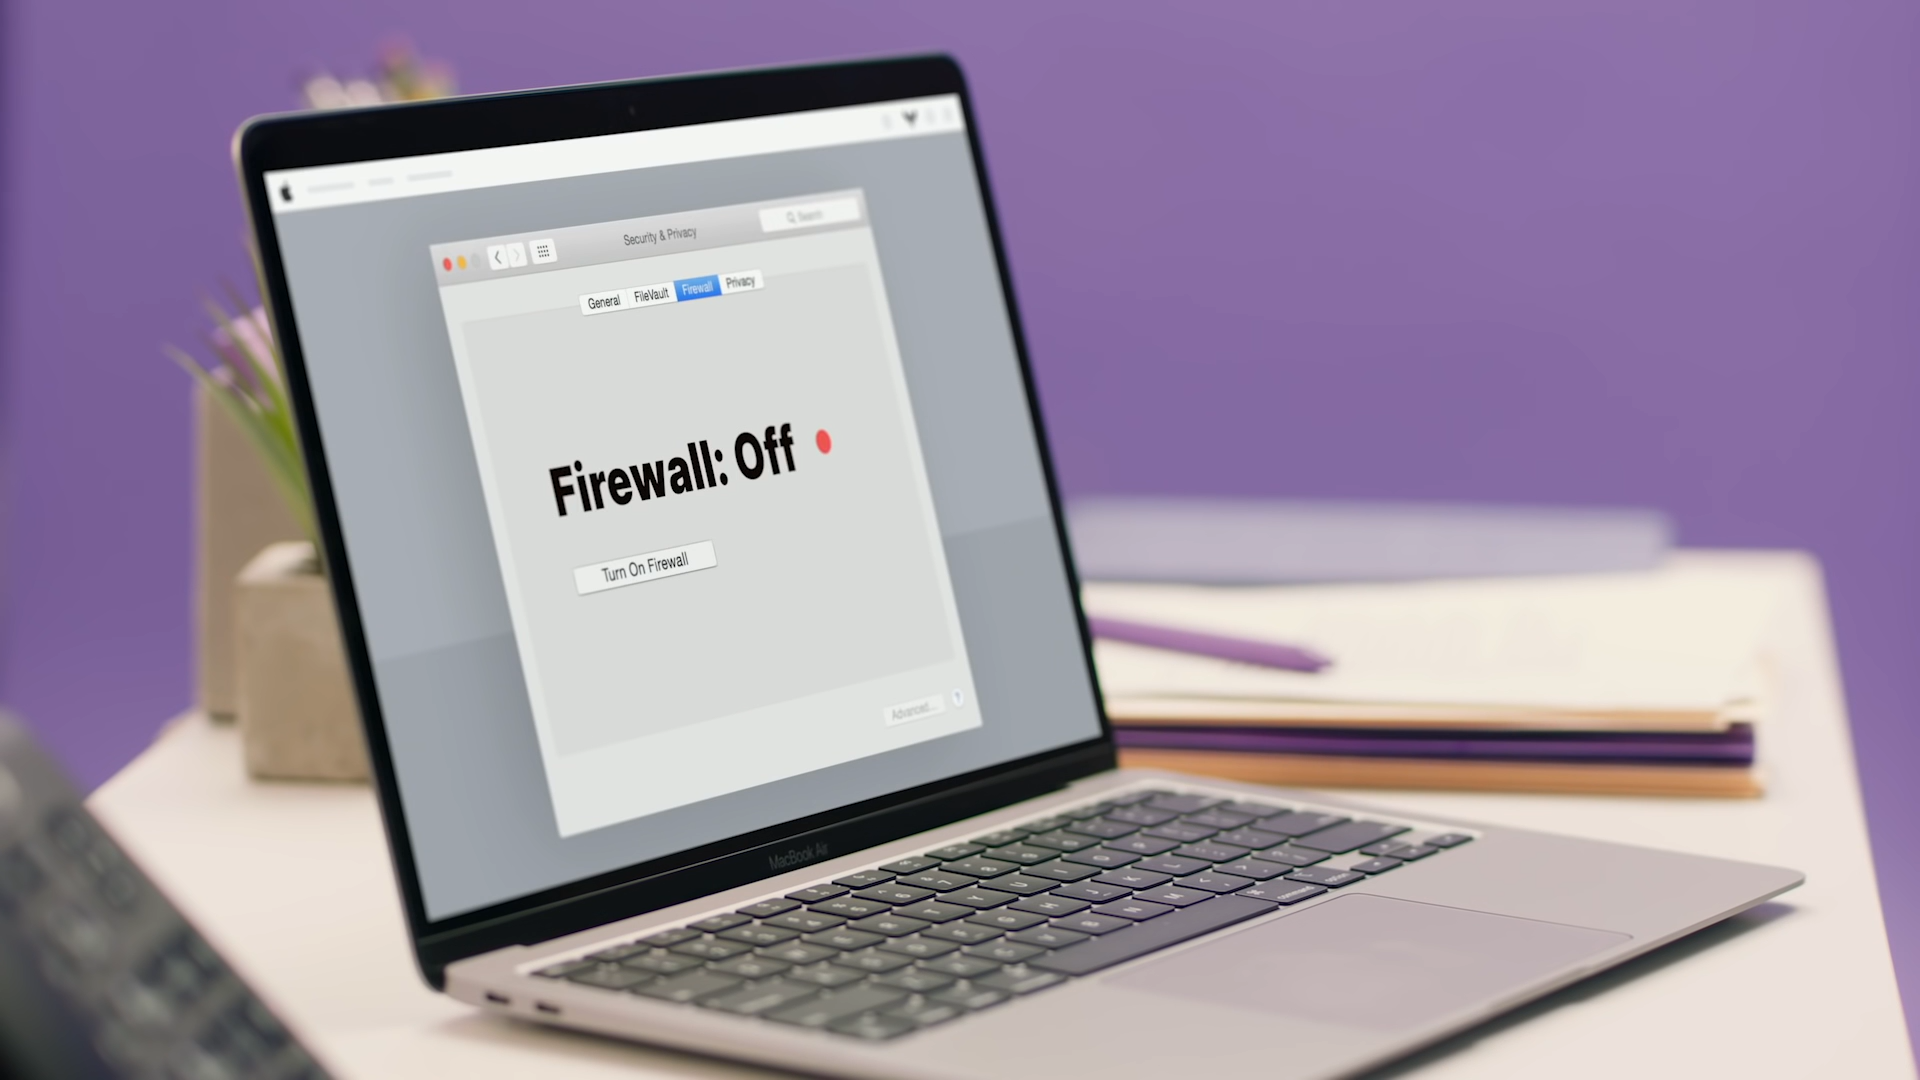 Security & Privacy
Search
General
FileVault
Firewall
Privacy
Firewall: Off
Turn On Firewall
Advanced...
?
MacBook Air